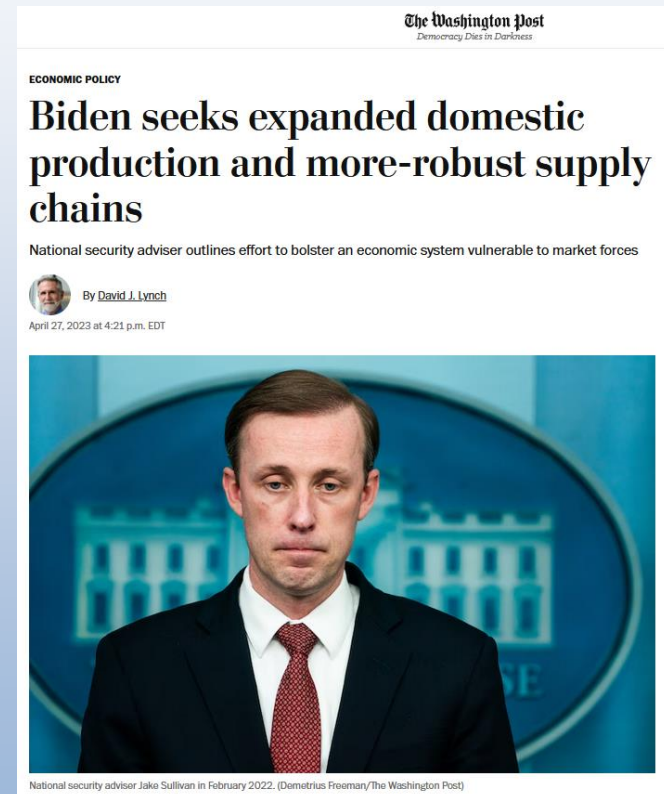 The Washington Post
Democracy Dies in Darkness
ECONOMIC POLICY
Biden seeks expanded domestic
production and more-robust supply
chains
National security adviser outlines effort to bolster an economic system vulnerable to market forces
By David J. Lynch
April 27, 2023 at 4:21 p.m. EDT
SE
National security adviser Jake Sullivan in February 2022. (Demetrius Freeman/The Washington Post)